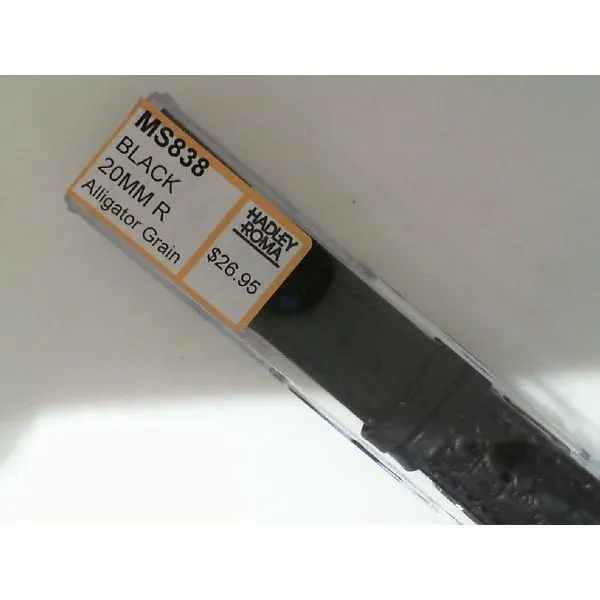 MS838
BLACK
20MM R
Alligator Grain
HADLEY
ROMA
$26.95